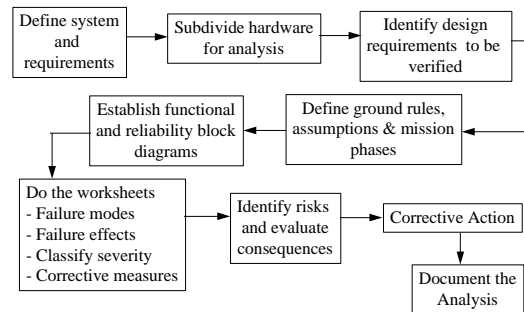 Define system
and
requirements
Subdivide hardware
for analysis
Identify design
requirements to be
verified
Define ground rules,
assumptions & mission
phases
Establish functional
and reliability block
diagrams
Do the worksheets
- Failure modes
- Failure effects
- Classify severity
- Corrective measures
Identify risks
and evaluate
consequences
Corrective Action
Document the
Analysis